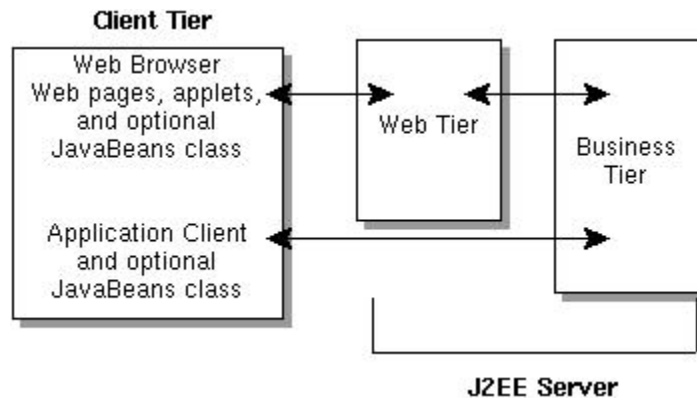 Client Tier
Web Browser
Web pages, applets,
and optional
JavaBeans class
Application Client
and optional
JavaBeans class
Web Tier
Business
Tier
J2EE Server